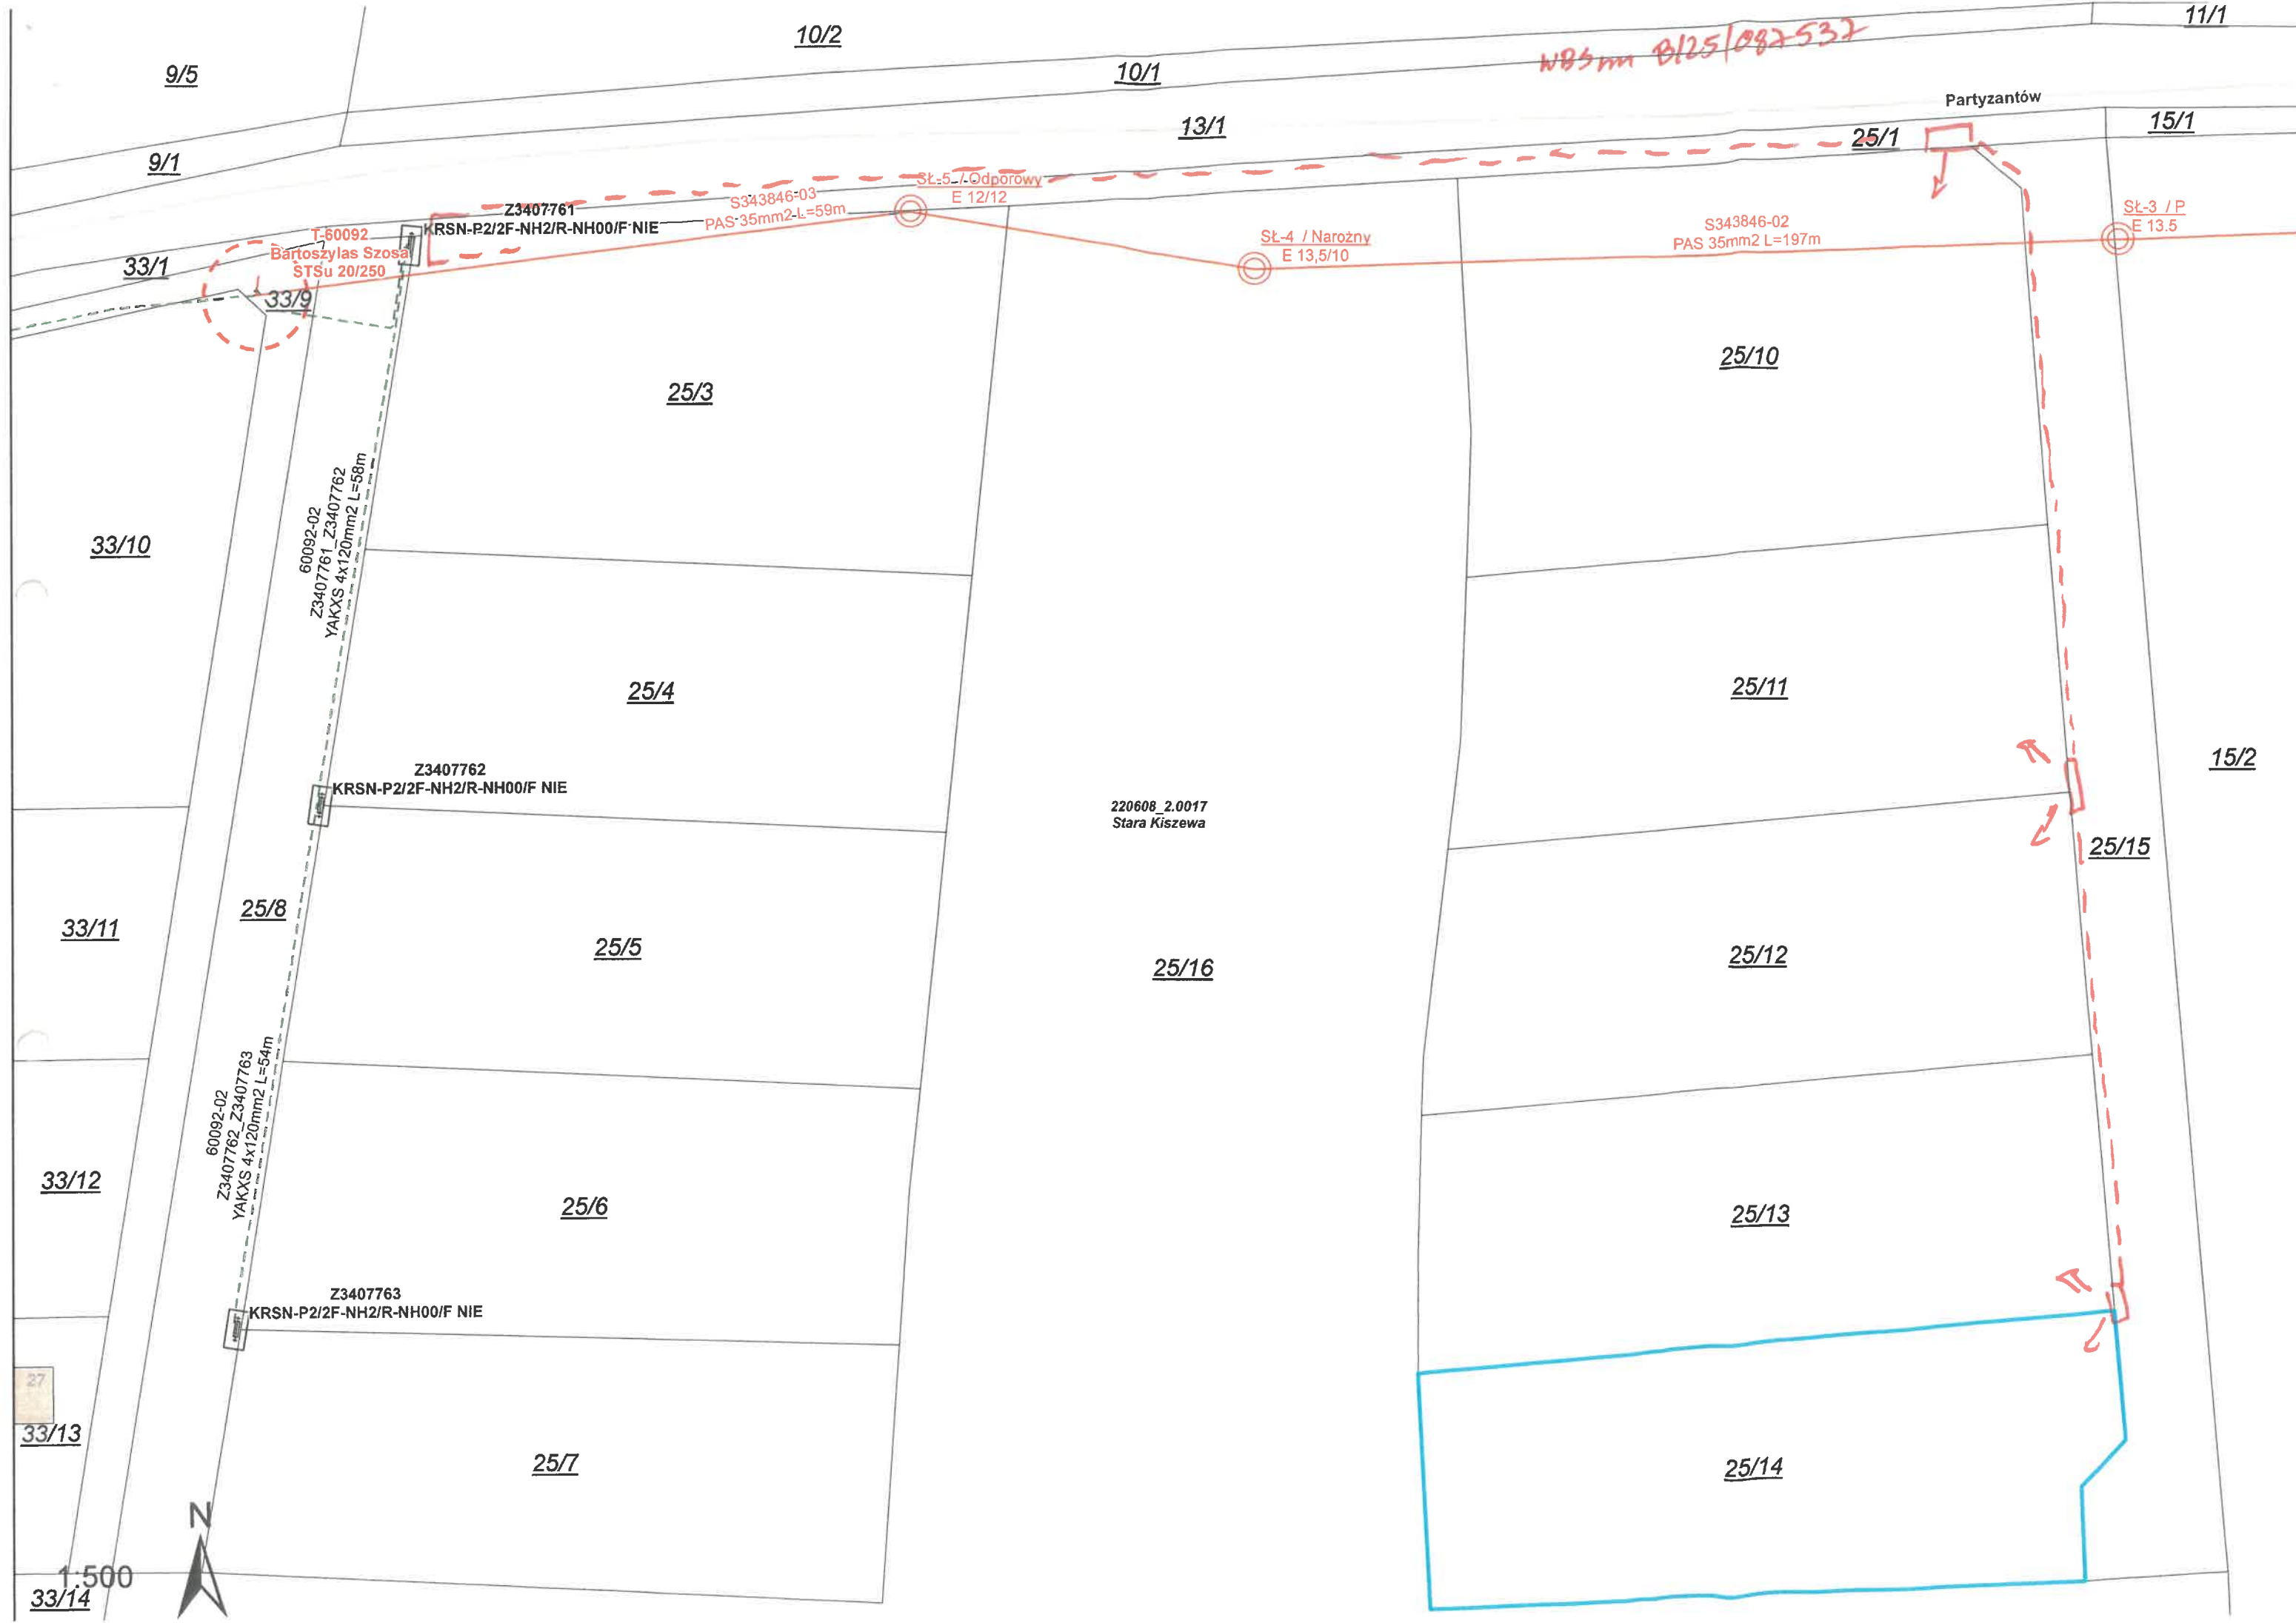 11/1
10/2
WBSnn B/25/087537
9/5
10/1
Partyzantów
13/1
15/1
25/1
9/1
SŁ-5 / Odporowy
E 12/12
S343846-03
PAS 35mm2 L=59m
Z3407761
KRSN-P2/2F-NH2/R-NH00/F NIE
SŁ-3 / P
E 13.5
S343846-02
PAS 35mm2 L=197m
T-60092
Bartoszylas Szosa
STSu 20/250
SŁ-4 / Narożny
E 13,5/10
33/1
33/9
25/10
25/3
60092-02
Z3407761_Z3407762
YAKXS 4x120mm2 L=58m
33/10
25/4
25/11
15/2
Z3407762
KRSN-P2/2F-NH2/R-NH00/F NIE
220608_2.0017
Stara Kiszewa
25/15
25/8
33/11
25/5
25/12
25/16
60092-02
Z3407762_Z3407763
YAKXS 4x120mm2 L=54m
33/12
25/6
25/13
Z3407763
KRSN-P2/2F-NH2/R-NH00/F NIE
27
33/13
25/7
25/14
N
1:500
33/14